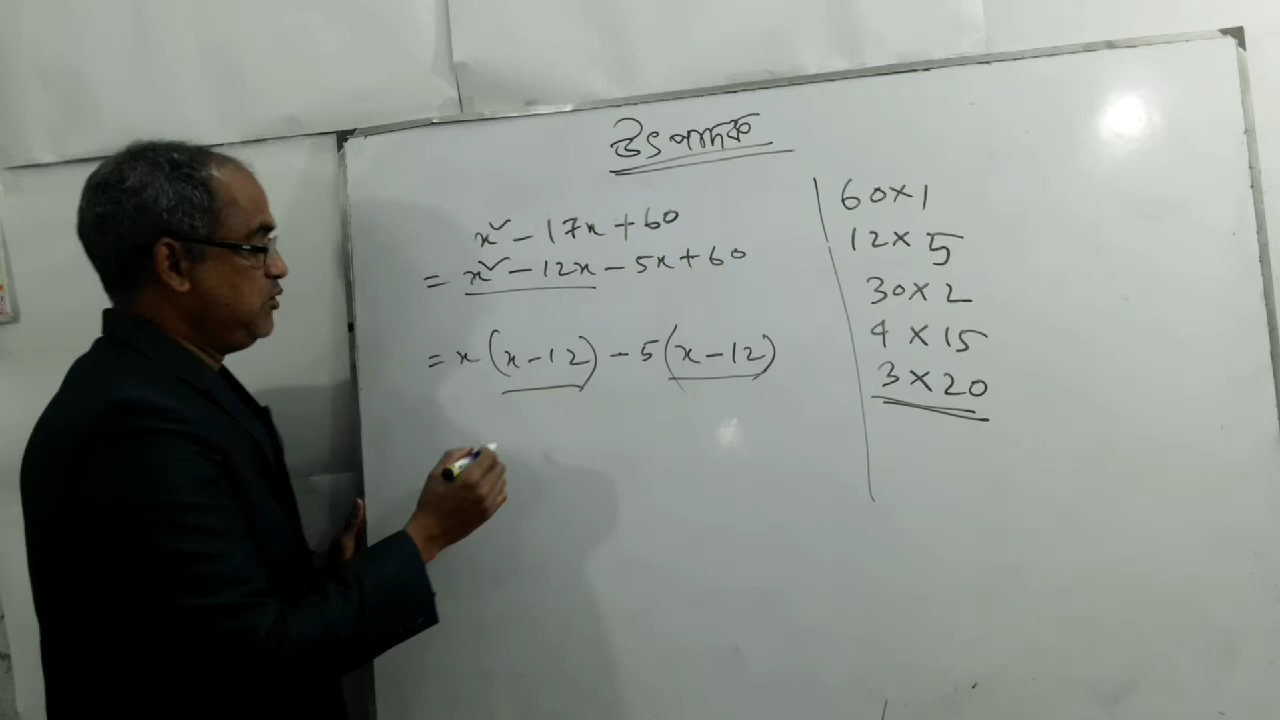 উৎপাদক
x² - 17x + 60
= x² - 12x - 5x + 60
= x (x - 12) - 5 (x - 12)
60 × 1
12 × 5
30 × 2
4 × 15
3 × 20